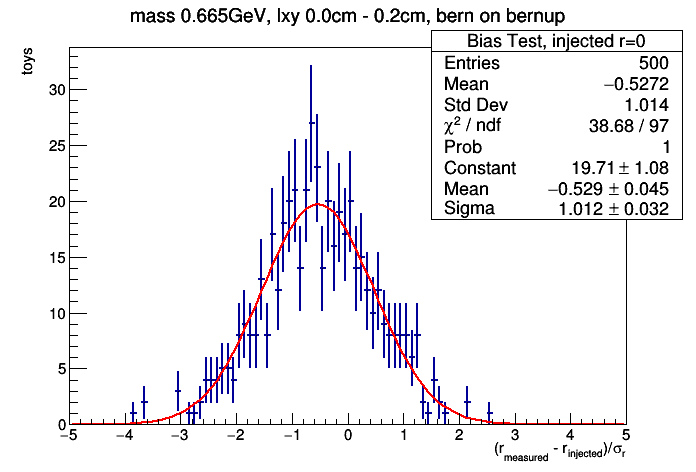 mass 0.665GeV, lxy 0.0cm - 0.2cm, bern on bernup
toys
Bias Test, injected r=0
Entries 500
Mean −0.5272
Std Dev 1.014
χ² / ndf 38.68 / 97
Prob 1
Constant 19.71 ± 1.08
Mean −0.529 ± 0.045
Sigma 1.012 ± 0.032
30
25
20
15
10
5
0
−5 −4 −3 −2 −1 0 1 2 3 4 5
(r_measured - r_injected)/σ_r